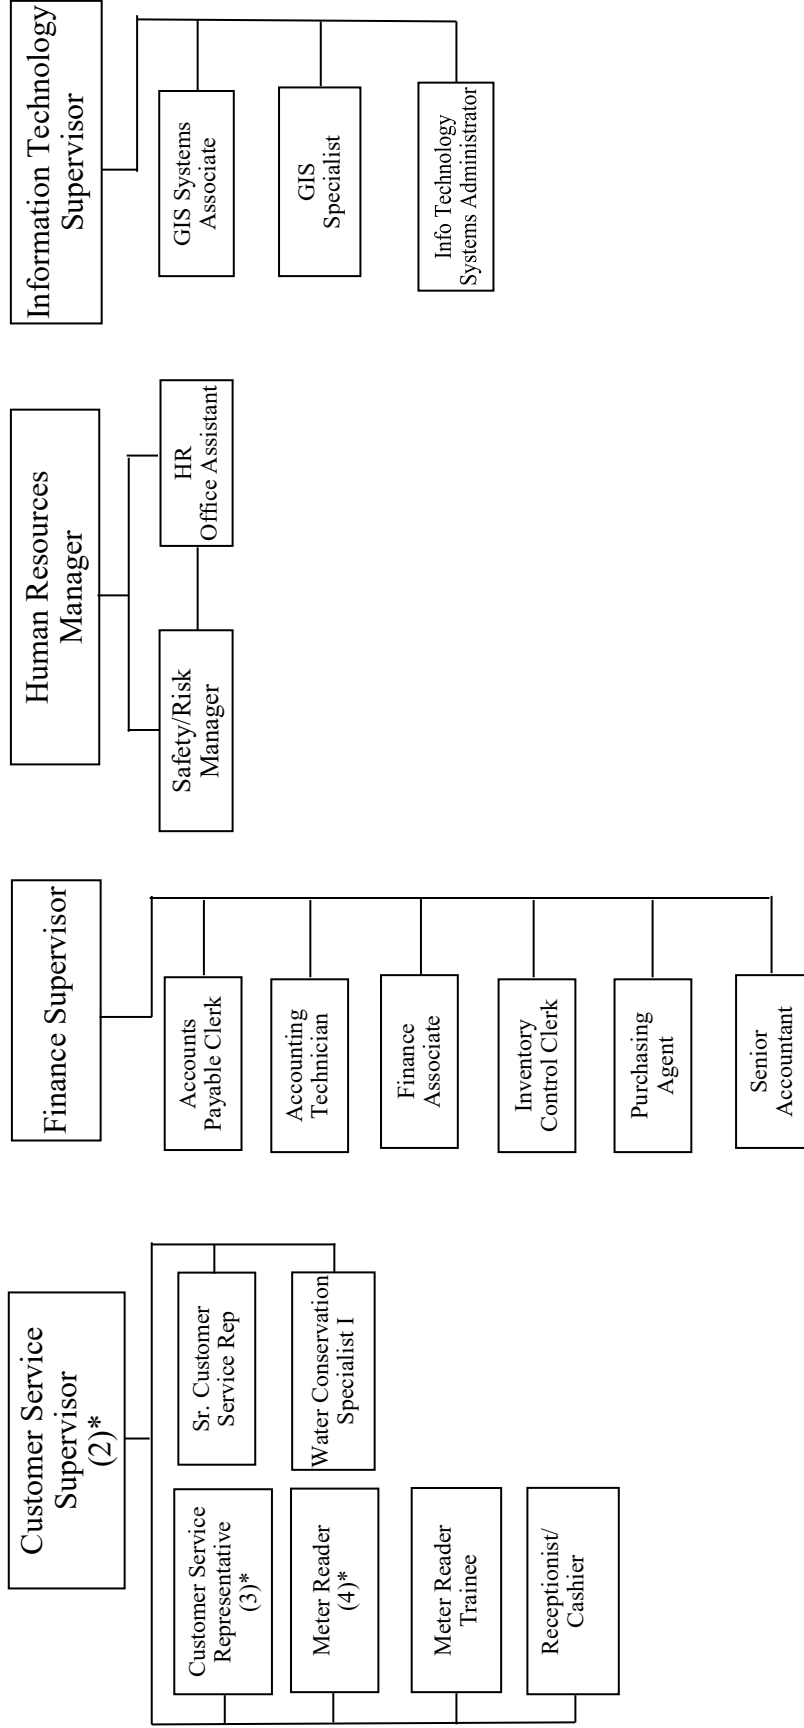 Customer Service
Supervisor
(2)*
Customer Service
Representative
(3)*
Meter Reader
(4)*
Meter Reader
Trainee
Receptionist/
Cashier
Sr. Customer
Service Rep
Water Conservation
Specialist I
Finance Supervisor
Accounts
Payable Clerk
Accounting
Technician
Finance
Associate
Inventory
Control Clerk
Purchasing
Agent
Senior
Accountant
Human Resources
Manager
Safety/Risk
Manager
HR
Office Assistant
Information Technology
Supervisor
GIS Systems
Associate
GIS
Specialist
Info Technology
Systems Administrator